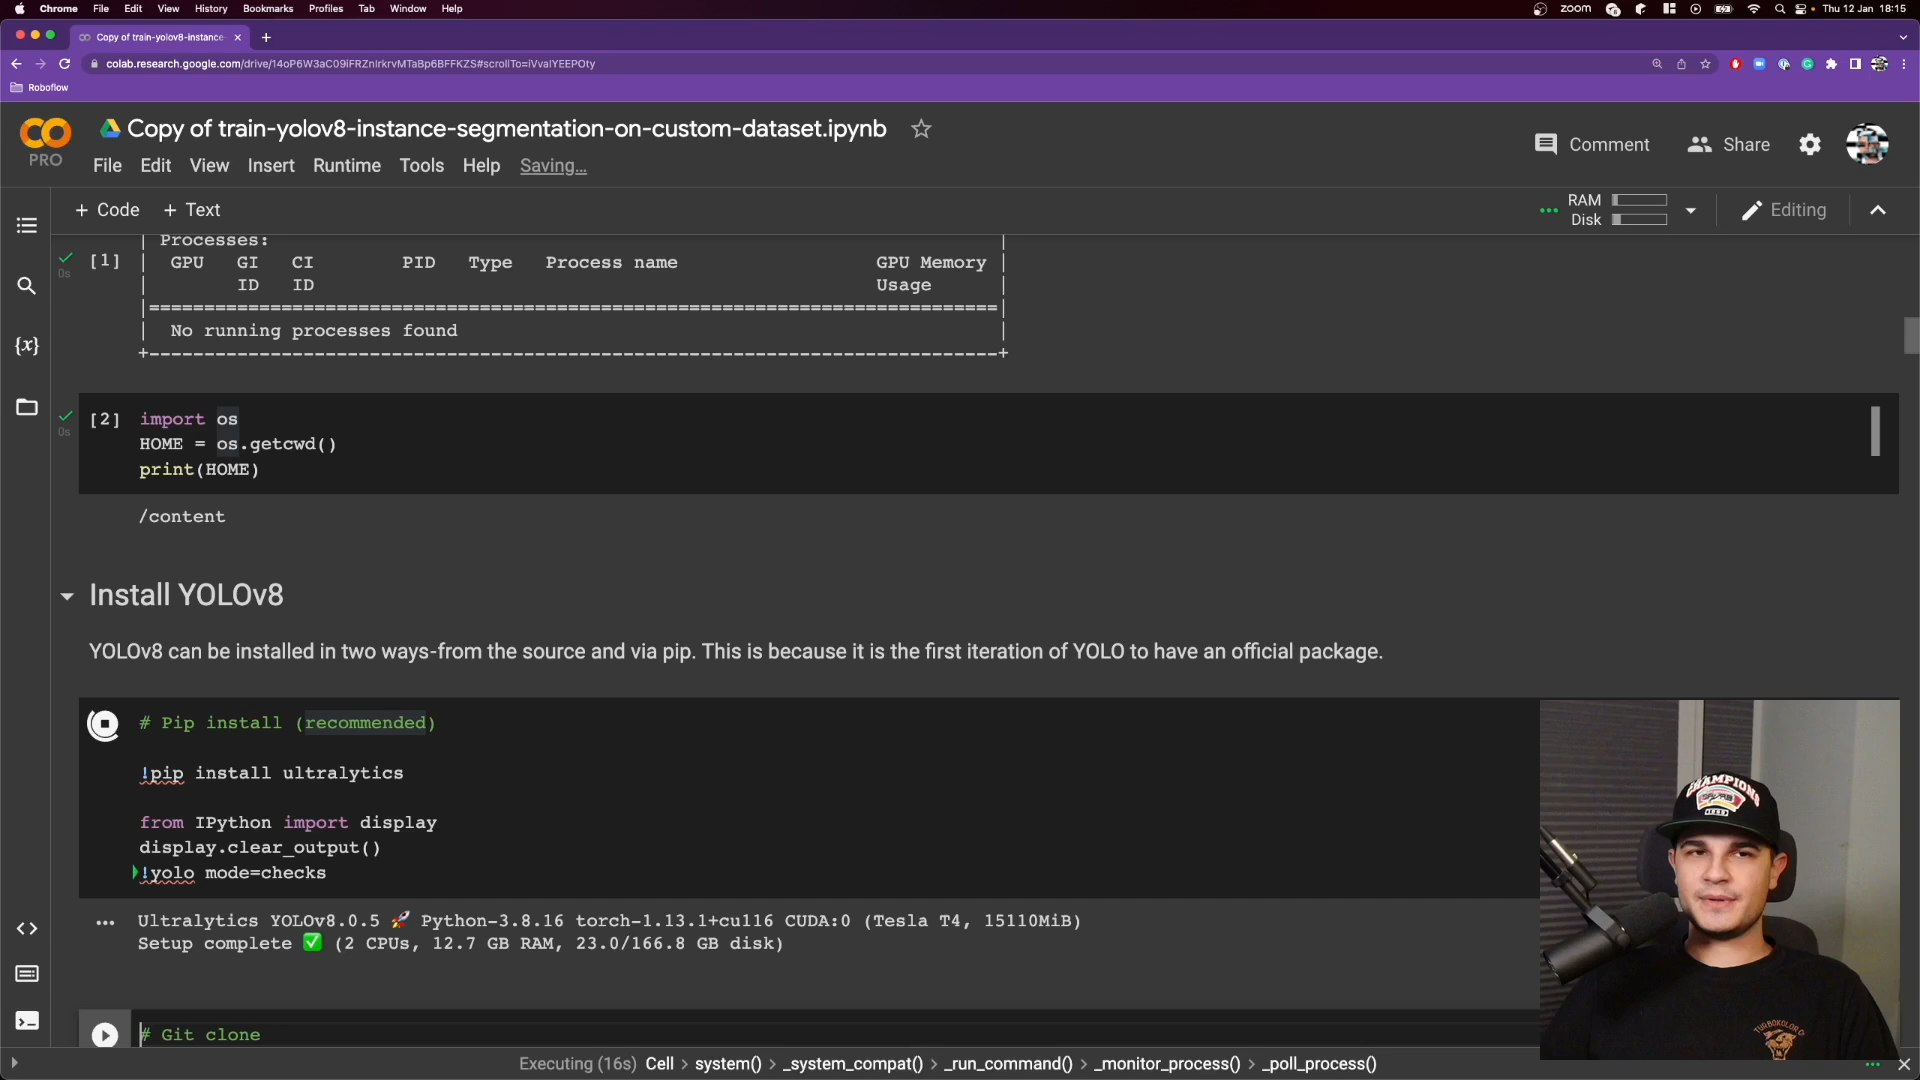 Chrome File Edit View History Bookmarks Profiles Tab Window Help zoom Thu 12 Jan 18:15
Copy of train-yolov8-instance-
colab.research.google.com/drive/14oP6W3aC09iFRZnIrkrvMTaBp6BFFKZS#scrollTo=lVvaIYEEPOty
Roboflow
CO PRO
Copy of train-yolov8-instance-segmentation-on-custom-dataset.ipynb
Comment Share
File Edit View Insert Runtime Tools Help Saving...
+ Code + Text
RAM
Disk
Editing
| Processes: |
[1] | GPU GI CI PID Type Process name GPU Memory |
0s
| ID ID Usage |
|=============================================================================|
| No running processes found |
+-----------------------------------------------------------------------------+
[2] import os
0s
HOME = os.getcwd()
print(HOME)
/content
Install YOLOv8
YOLOv8 can be installed in two ways-from the source and via pip. This is because it is the first iteration of YOLO to have an official package.
# Pip install (recommended)
!pip install ultralytics
from IPython import display
display.clear_output()
!yolo mode=checks
Ultralytics YOLOv8.0.5 🚀 Python-3.8.16 torch-1.13.1+cu116 CUDA:0 (Tesla T4, 15110MiB)
Setup complete ✅ (2 CPUs, 12.7 GB RAM, 23.0/166.8 GB disk)
# Git clone
Executing (16s) Cell > system() > _system_compat() > _run_command() > _monitor_process() > _poll_process()
CHAMPIONS
TURBOKOLOR